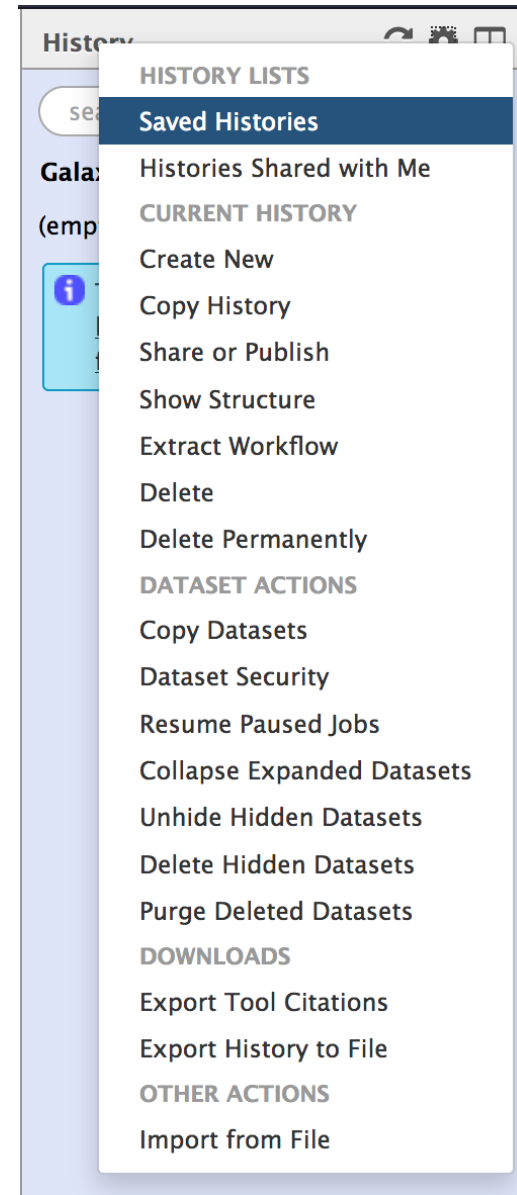 History
HISTORY LISTS
Saved Histories
Histories Shared with Me
CURRENT HISTORY
Create New
Copy History
Share or Publish
Show Structure
Extract Workflow
Delete
Delete Permanently
DATASET ACTIONS
Copy Datasets
Dataset Security
Resume Paused Jobs
Collapse Expanded Datasets
Unhide Hidden Datasets
Delete Hidden Datasets
Purge Deleted Datasets
DOWNLOADS
Export Tool Citations
Export History to File
OTHER ACTIONS
Import from File